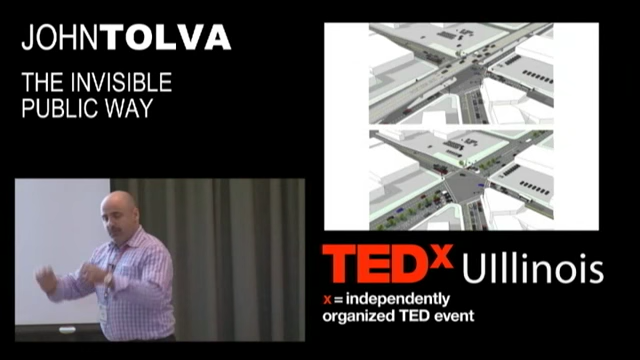 JOHNTOLVA
THE INVISIBLE
PUBLIC WAY
TEDx UIllinois
x = independently
organized TED event